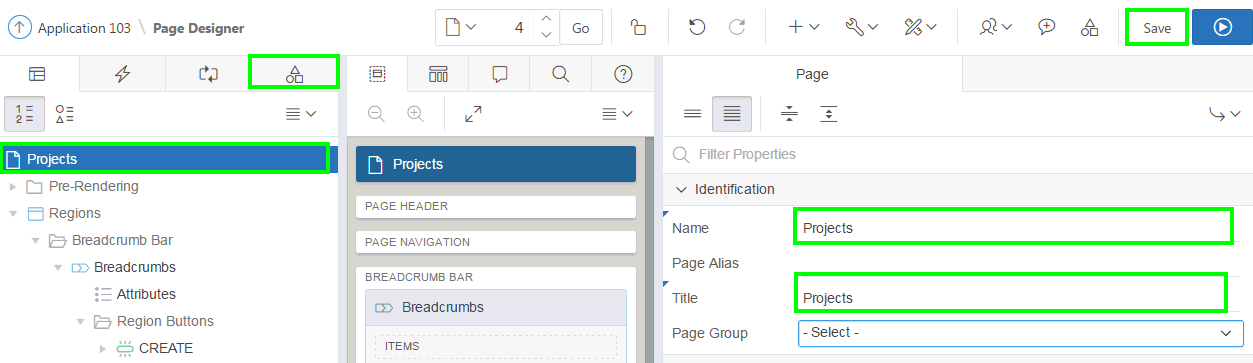 Application 103 \ Page Designer
4
Go
Save
Page
Projects
Pre-Rendering
Regions
Breadcrumb Bar
Breadcrumbs
Attributes
Region Buttons
CREATE
Projects
PAGE HEADER
PAGE NAVIGATION
BREADCRUMB BAR
Breadcrumbs
ITEMS
Filter Properties
Identification
Name
Projects
Page Alias
Title
Projects
Page Group
- Select -